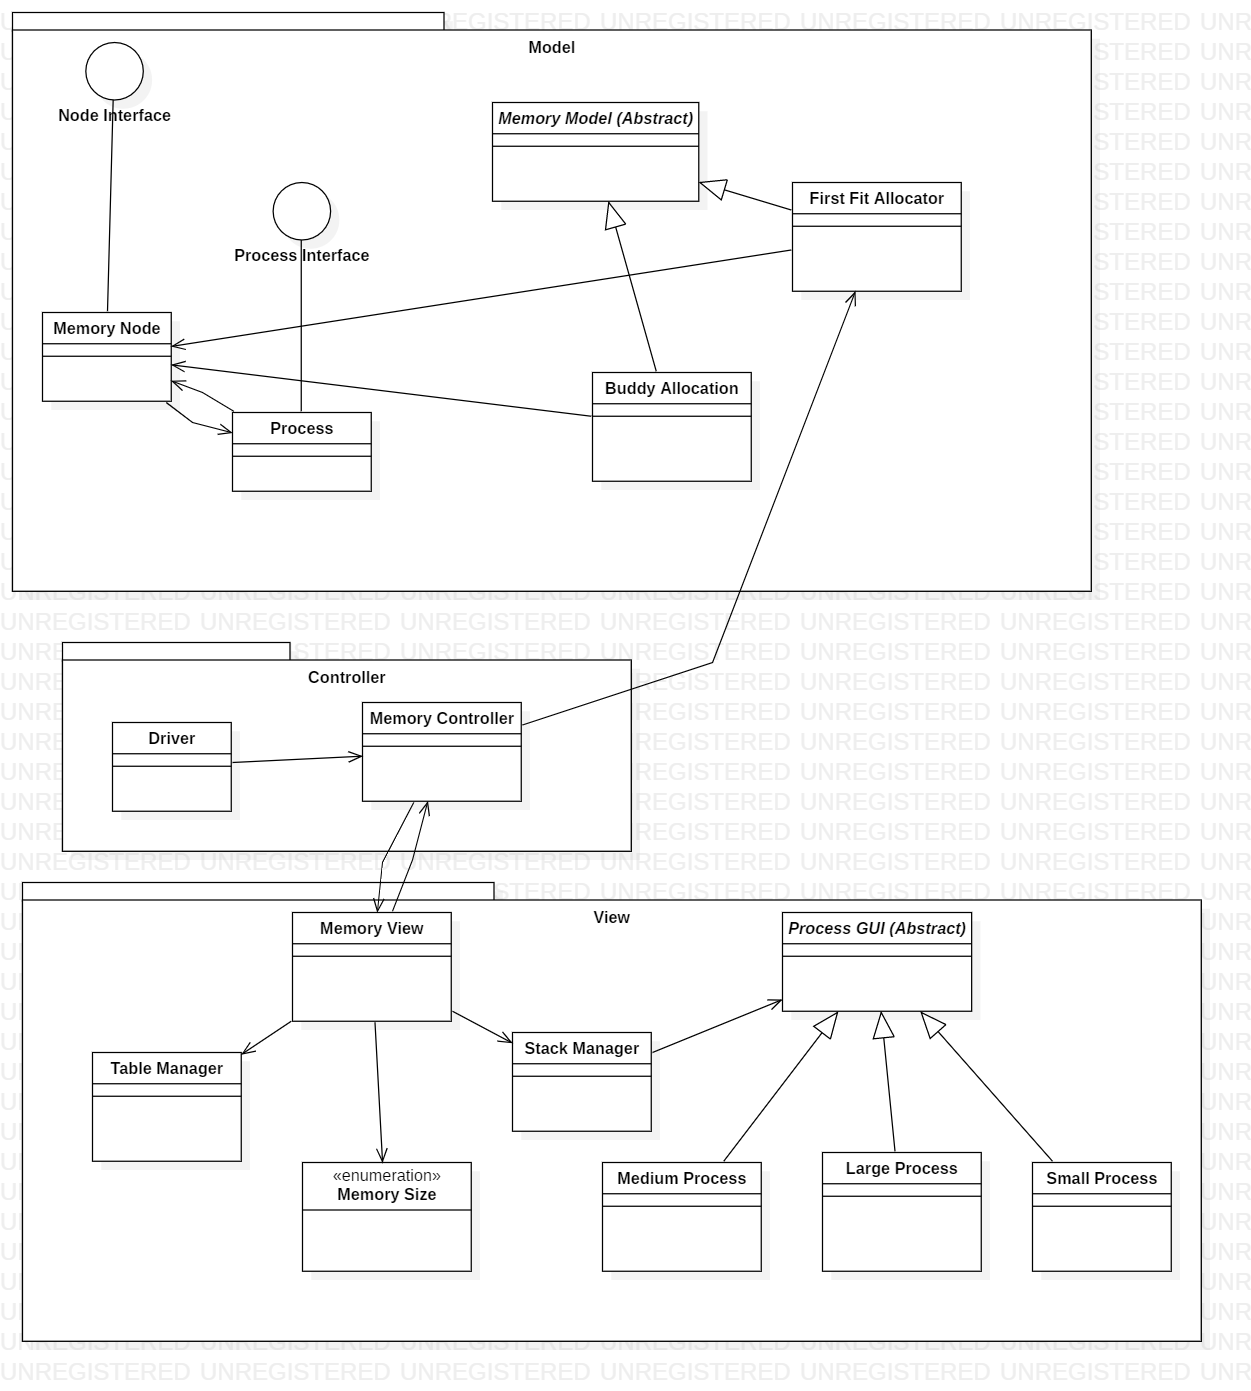 Model
Node Interface
Memory Model (Abstract)
First Fit Allocator
Process Interface
Memory Node
Buddy Allocation
Process
Controller
Memory Controller
Driver
View
Memory View
Process GUI (Abstract)
Stack Manager
Table Manager
«enumeration»
Memory Size
Medium Process
Large Process
Small Process
UNREGISTERED UNREGISTERED UNREGISTERED UNREGISTERED UNREGISTERED UNREGISTERED UNR